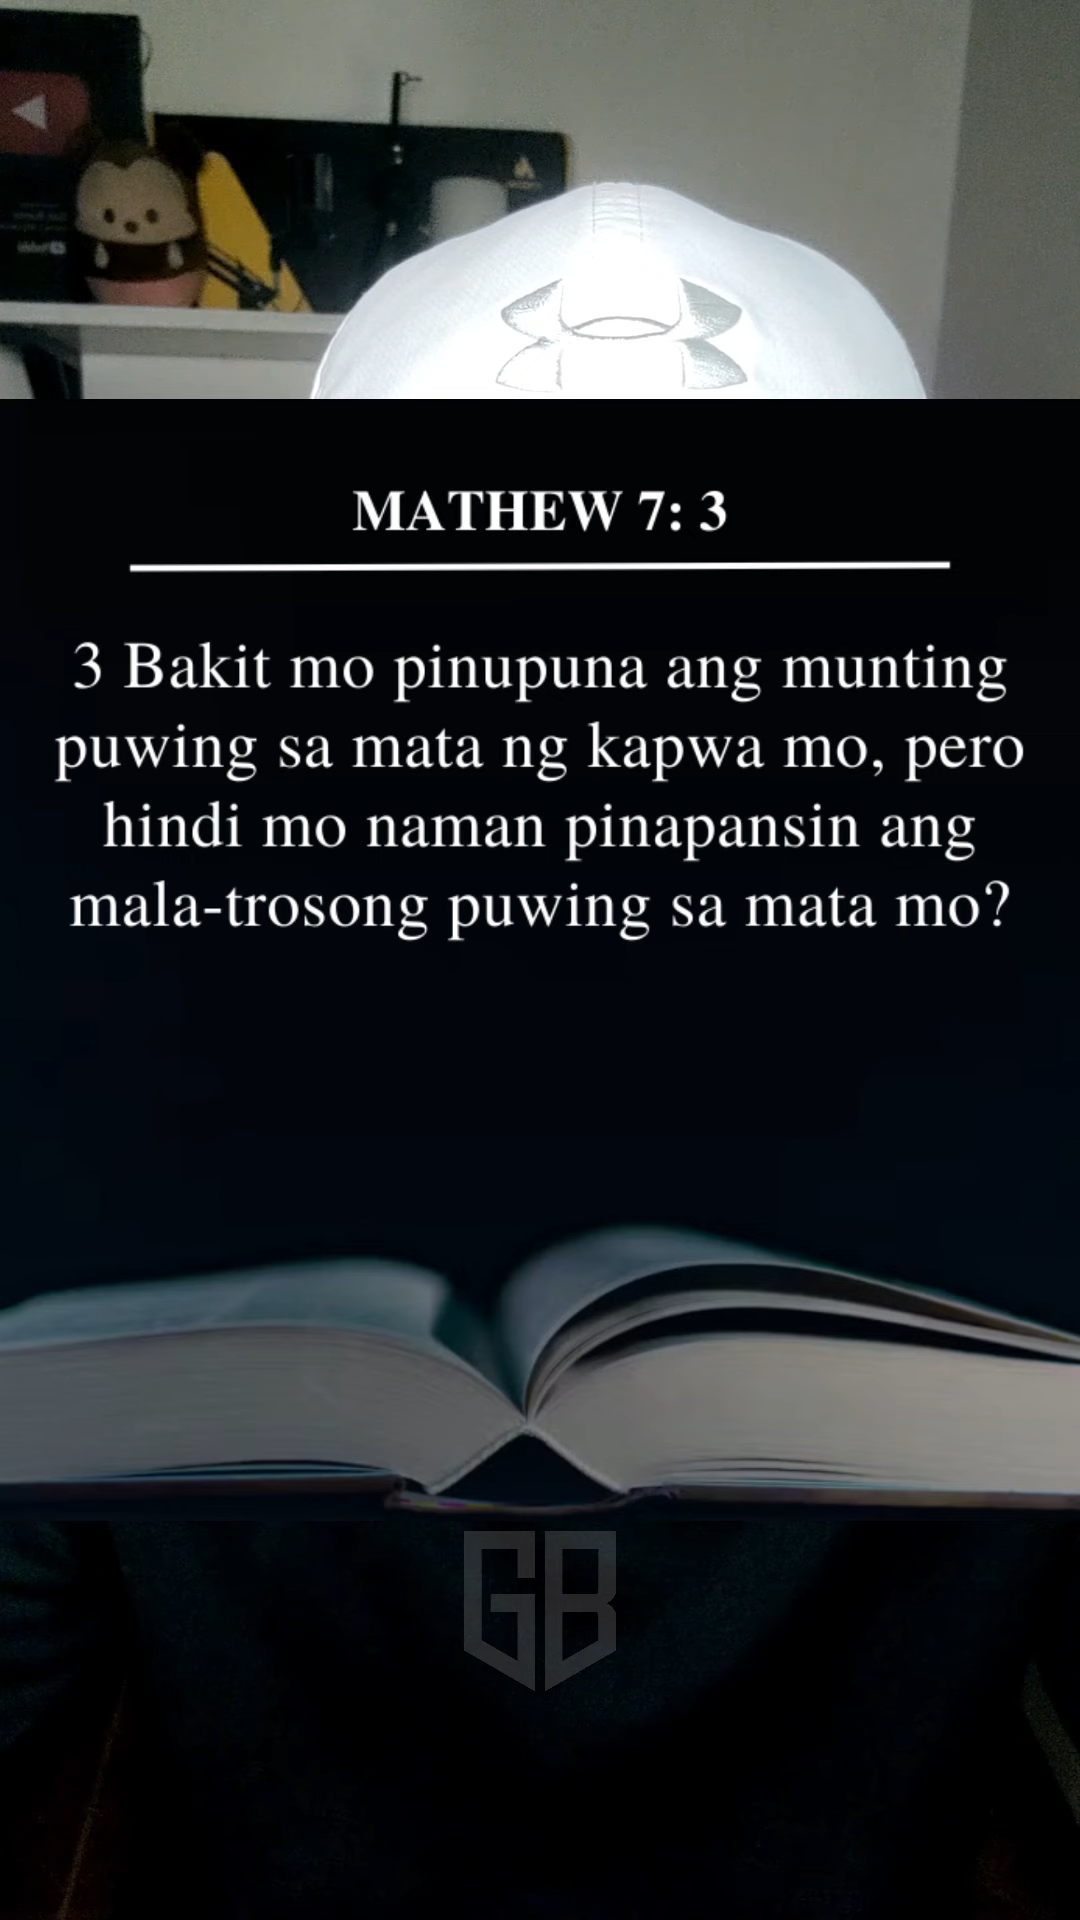 MATHEW 7: 3
3 Bakit mo pinupuna ang munting
puwing sa mata ng kapwa mo, pero
hindi mo naman pinapansin ang
mala-trosong puwing sa mata mo?
GB